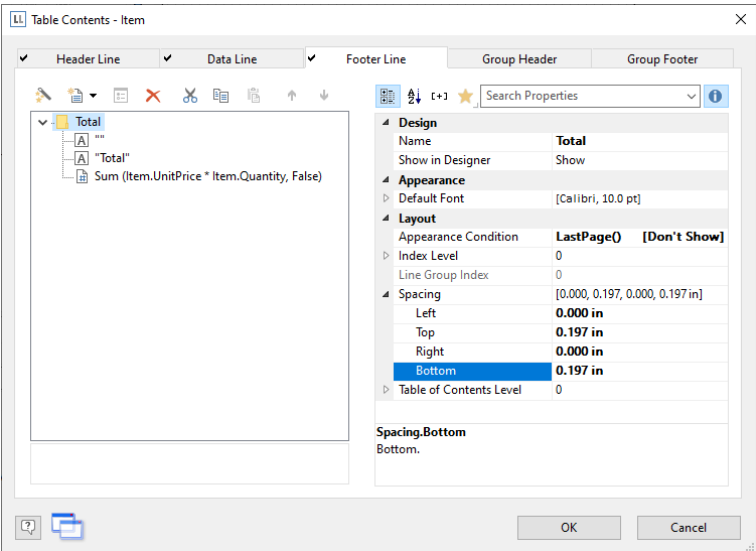 LL Table Contents - Item
Header Line Data Line Footer Line Group Header Group Footer
Search Properties
Total
A ""
A "Total"
Sum (Item.UnitPrice * Item.Quantity, False)
Design
Name Total
Show in Designer Show
Appearance
Default Font [Calibri, 10.0 pt]
Layout
Appearance Condition LastPage() [Don't Show]
Index Level 0
Line Group Index 0
Spacing [0.000, 0.197, 0.000, 0.197 in]
Left 0.000 in
Top 0.197 in
Right 0.000 in
Bottom 0.197 in
Table of Contents Level 0
Spacing.Bottom
Bottom.
OK Cancel